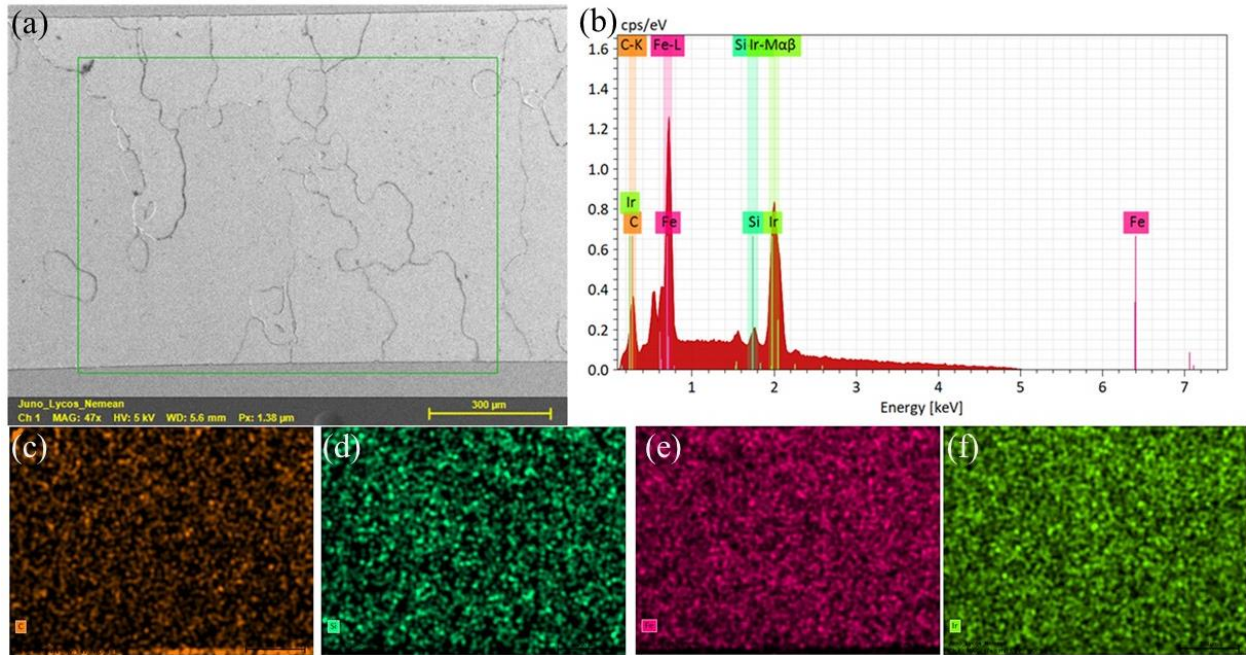 (a)
Juno_Lycos_Nemean
Ch 1 MAG: 47x HV: 5 kV WD: 5.6 mm Px: 1.38 µm
300 µm
(b)
cps/eV
C-K Fe-L Si Ir-Mαβ
1.6
1.4
1.2
1.0
0.8
0.6
0.4
0.2
0.0
Ir
C Fe Si Ir Fe
1 2 3 4 5 6 7
Energy [keV]
(c)
C
(d)
Si
(e)
Fe
(f)
Ir